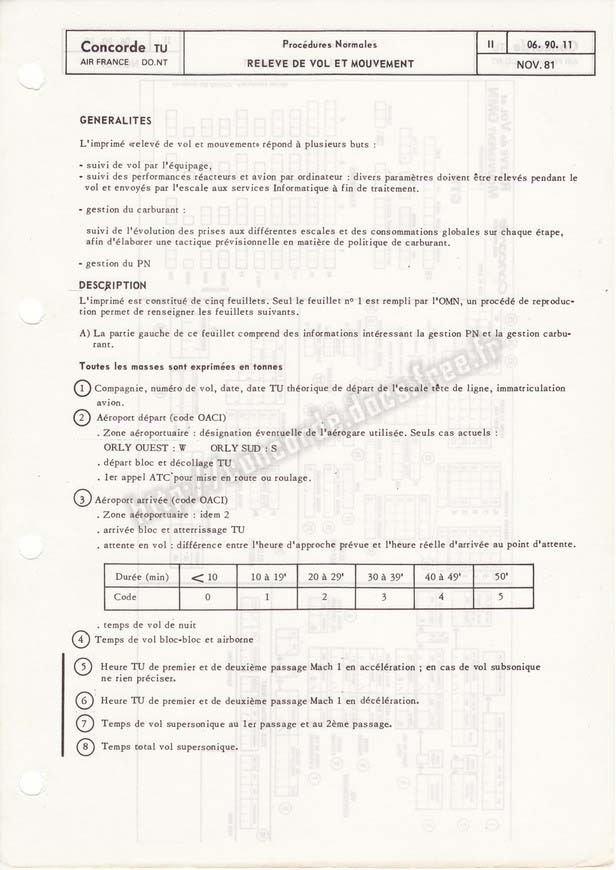 Concorde TU
AIR FRANCE DO.NT
Procédures Normales
RELEVE DE VOL ET MOUVEMENT
II
06. 90. 11
NOV. 81
GENERALITES
L'imprimé «relevé de vol et mouvement» répond à plusieurs buts :
- suivi de vol par l'équipage,
- suivi des performances réacteurs et avion par ordinateur : divers paramètres doivent être relevés pendant le
vol et envoyés par l'escale aux services Informatique à fin de traitement.
- gestion du carburant :
suivi de l'évolution des prises aux différentes escales et des consommations globales sur chaque étape,
afin d'élaborer une tactique prévisionnelle en matière de politique de carburant.
- gestion du PN
DESCRIPTION
L'imprimé est constitué de cinq feuillets. Seul le feuillet n° 1 est rempli par l'OMN, un procédé de reproduc-
tion permet de renseigner les feuillets suivants.
A) La partie gauche de ce feuillet comprend des informations intéressant la gestion PN et la gestion carbu-
rant.
Toutes les masses sont exprimées en tonnes
1 Compagnie, numéro de vol, date, date TU théorique de départ de l'escale tête de ligne, immatriculation
avion.
2 Aéroport départ (code OACI)
. Zone aéroportuaire : désignation éventuelle de l'aérogare utilisée. Seuls cas actuels :
ORLY OUEST : W ORLY SUD : S
. départ bloc et décollage TU
. 1er appel ATC pour mise en route ou roulage.
3 Aéroport arrivée (code OACI)
. Zone aéroportuaire : idem 2
. arrivée bloc et atterrissage TU
. attente en vol : différence entre l'heure d'approche prévue et l'heure réelle d'arrivée au point d'attente.
Durée (min) < 10 10 à 19' 20 à 29' 30 à 39' 40 à 49' 50'
Code 0 1 2 3 4 5
. temps de vol de nuit
4 Temps de vol bloc-bloc et airborne
5 Heure TU de premier et de deuxième passage Mach 1 en accélération ; en cas de vol subsonique
ne rien préciser.
6 Heure TU de premier et de deuxième passage Mach 1 en décélération.
7 Temps de vol supersonique au 1er passage et au 2ème passage.
8 Temps total vol supersonique.